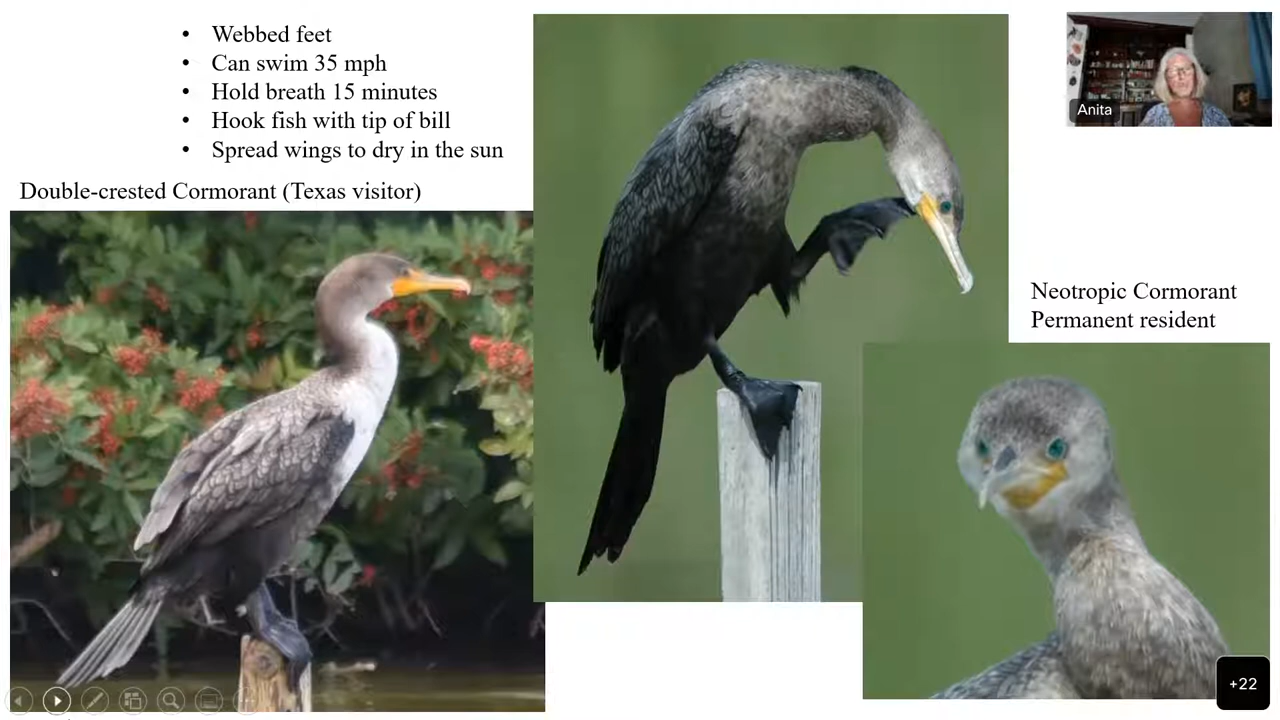 • Webbed feet
• Can swim 35 mph
• Hold breath 15 minutes
• Hook fish with tip of bill
• Spread wings to dry in the sun
Double-crested Cormorant (Texas visitor)
Anita
Neotropic Cormorant
Permanent resident
+22